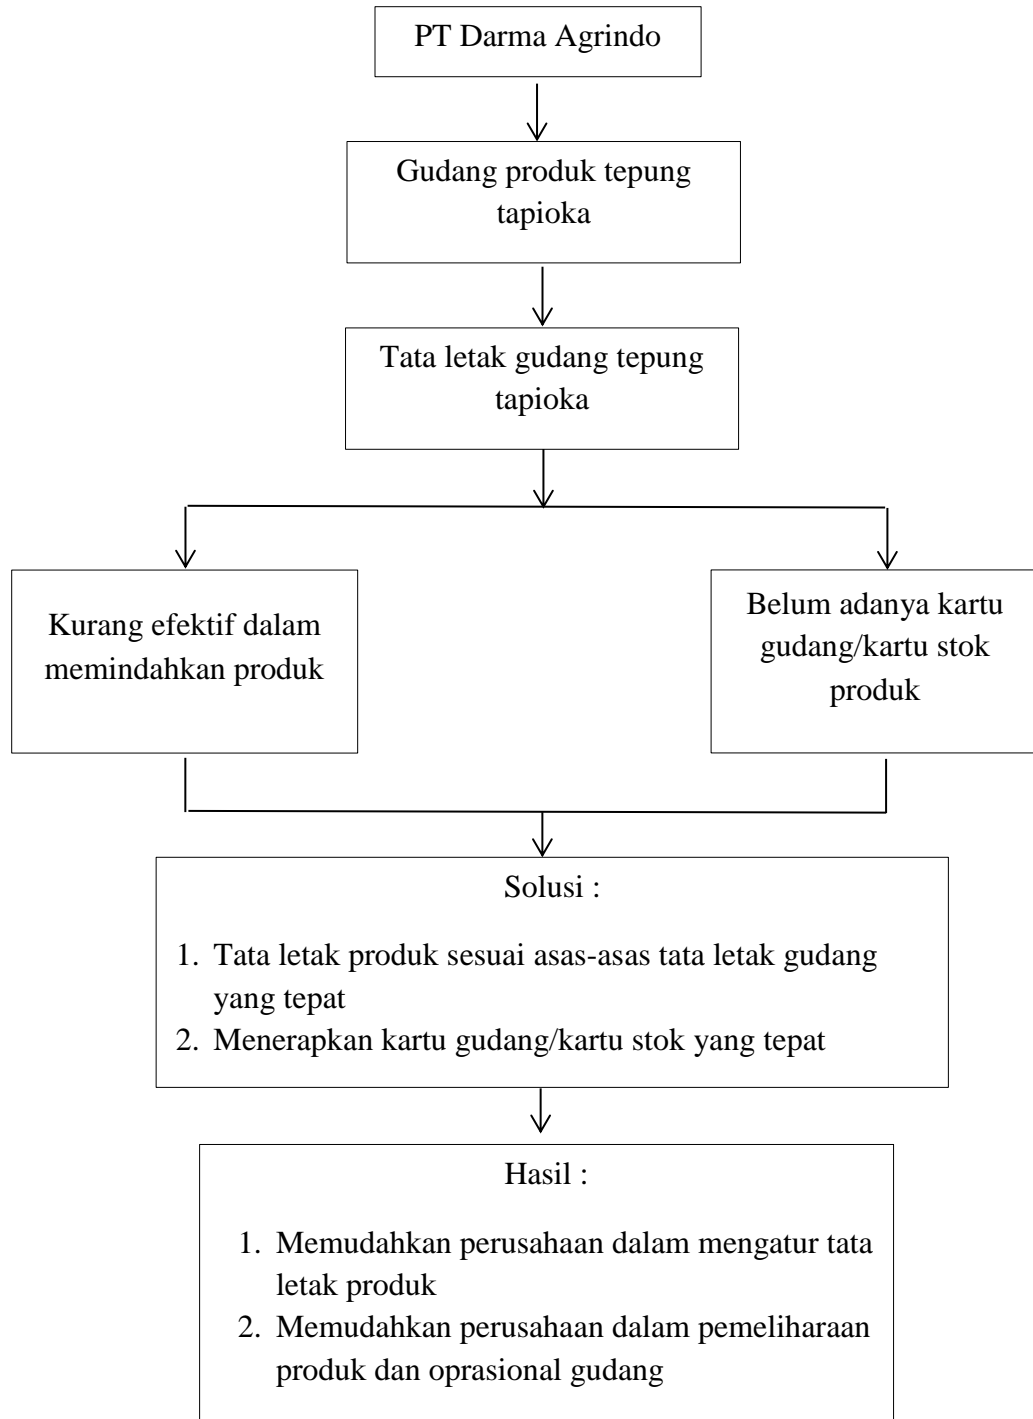 PT Darma Agrindo
Gudang produk tepung
tapioka
Tata letak gudang tepung
tapioka
Kurang efektif dalam
memindahkan produk
Belum adanya kartu
gudang/kartu stok
produk
Solusi :
1. Tata letak produk sesuai asas-asas tata letak gudang
yang tepat
2. Menerapkan kartu gudang/kartu stok yang tepat
Hasil :
1. Memudahkan perusahaan dalam mengatur tata
letak produk
2. Memudahkan perusahaan dalam pemeliharaan
produk dan oprasional gudang